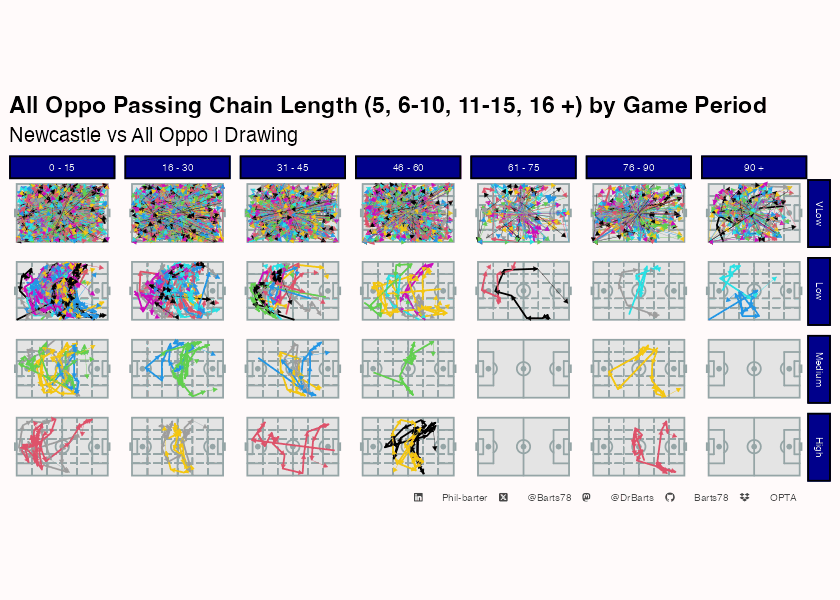 All Oppo Passing Chain Length (5, 6-10, 11-15, 16 +) by Game Period
Newcastle vs All Oppo I Drawing
0 - 15 16 - 30 31 - 45 46 - 60 61 - 75 76 - 90 90 +
V.Low
Low
Medium
High
Phil-barter @Barts78 @DrBarts Barts78 OPTA